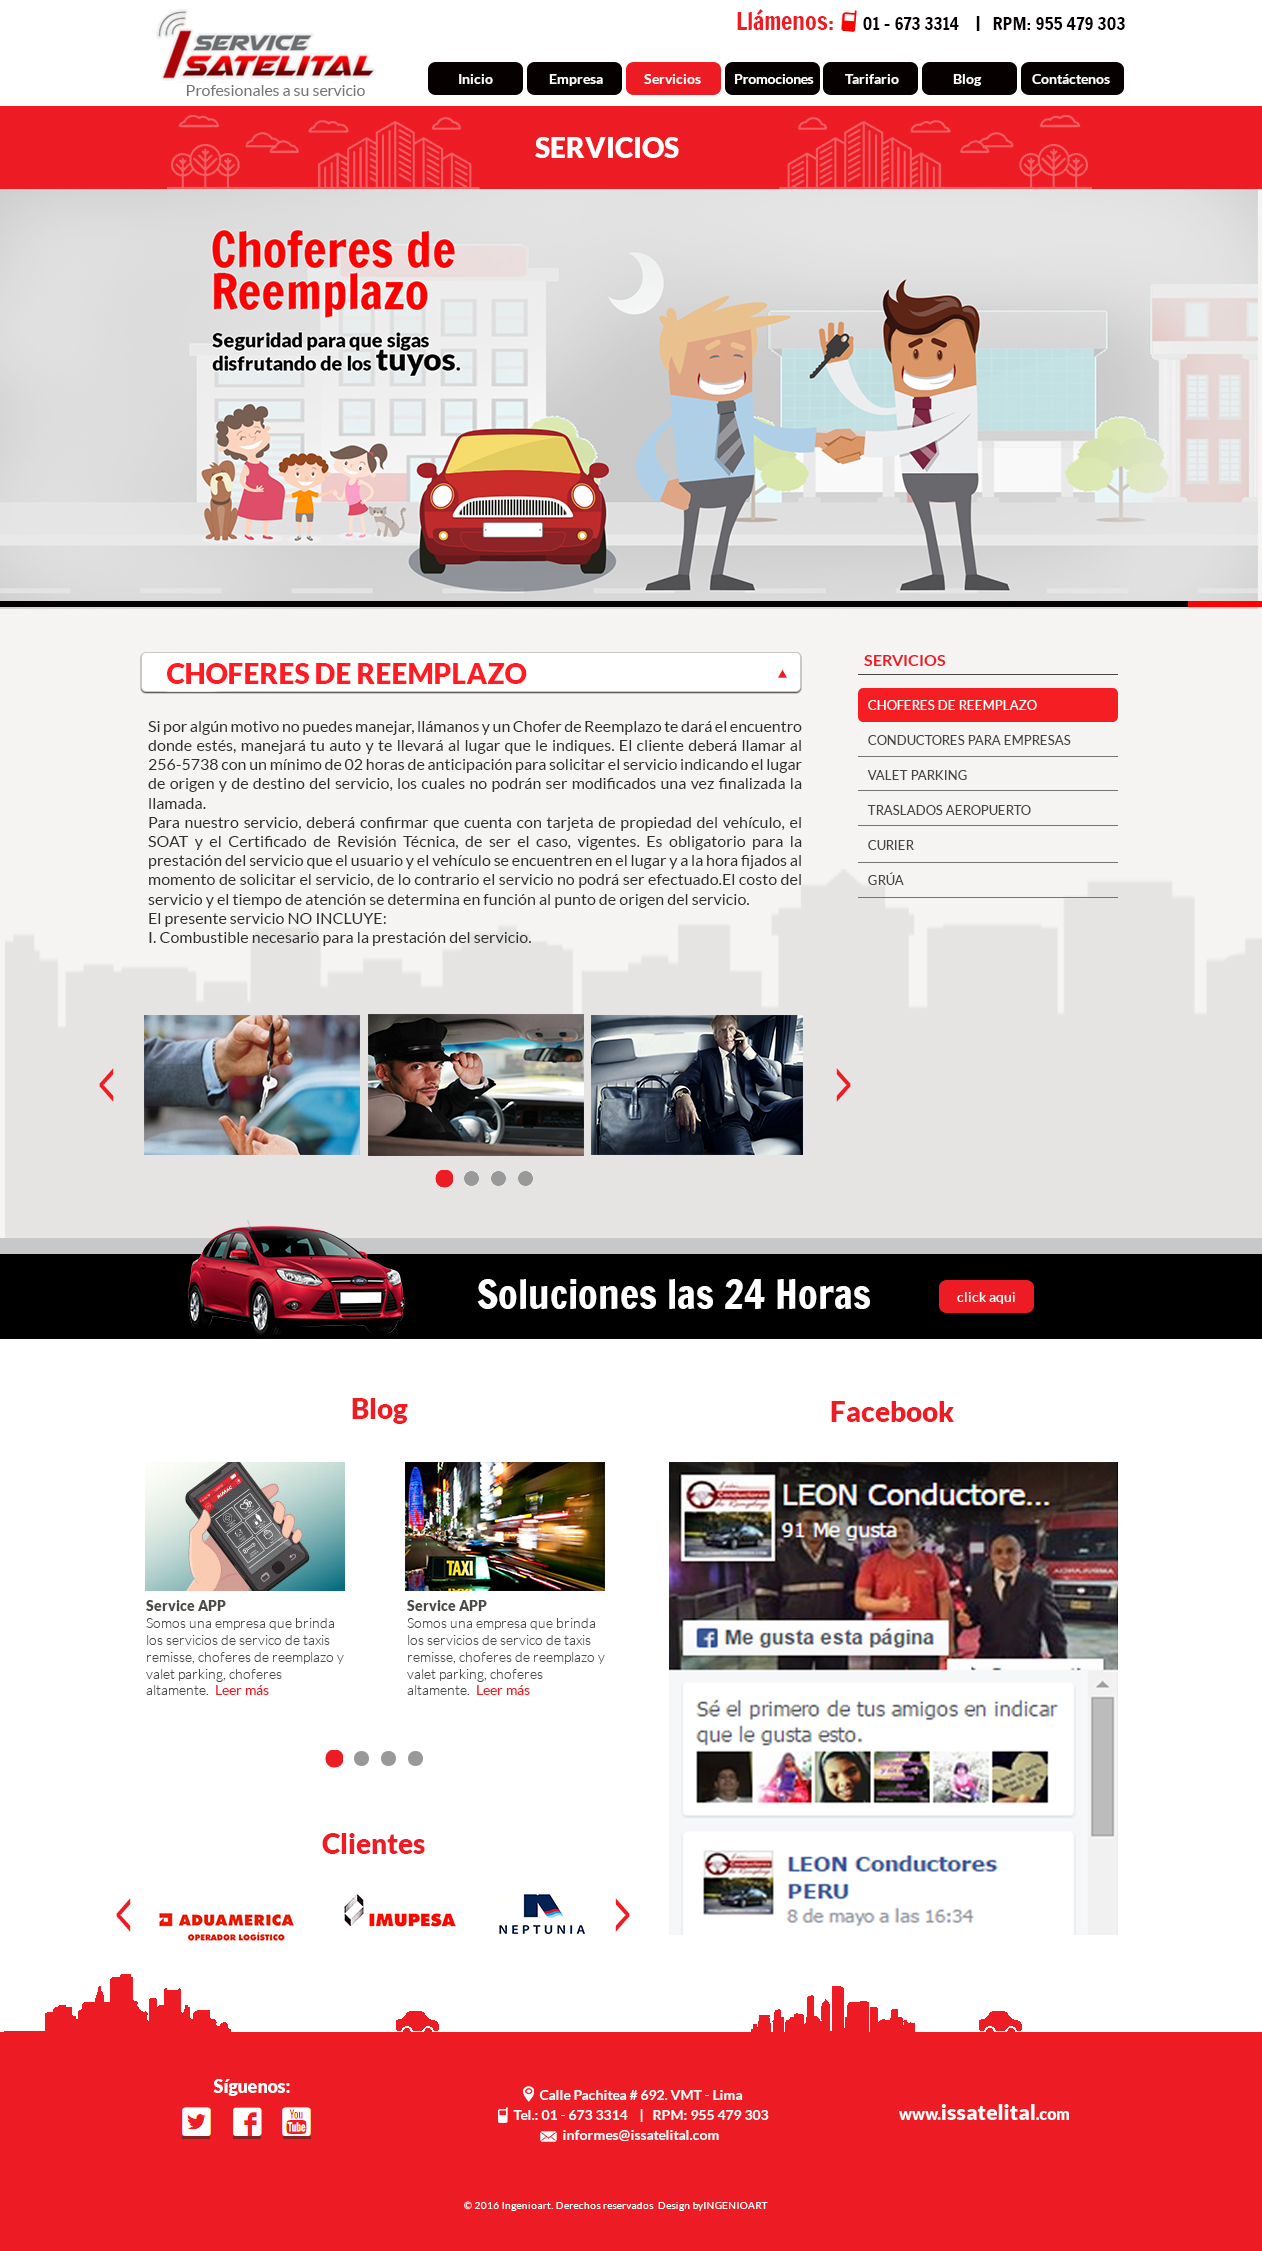 SERVICE
SATELITAL
Profesionales a su servicio
Llámenos: 01 - 673 3314 | RPM: 955 479 303
Inicio
Empresa
Servicios
Promociones
Tarifario
Blog
Contáctenos
SERVICIOS
Choferes de
Reemplazo
Seguridad para que sigas
disfrutando de los tuyos.
CHOFERES DE REEMPLAZO
Si por algún motivo no puedes manejar, llámanos y un Chofer de Reemplazo te dará el encuentro
donde estés, manejará tu auto y te llevará al lugar que le indiques. El cliente deberá llamar al
256-5738 con un mínimo de 02 horas de anticipación para solicitar el servicio indicando el lugar
de origen y de destino del servicio, los cuales no podrán ser modificados una vez finalizada la
llamada.
Para nuestro servicio, deberá confirmar que cuenta con tarjeta de propiedad del vehículo, el
SOAT y el Certificado de Revisión Técnica, de ser el caso, vigentes. Es obligatorio para la
prestación del servicio que el usuario y el vehículo se encuentren en el lugar y a la hora fijados al
momento de solicitar el servicio, de lo contrario el servicio no podrá ser efectuado.El costo del
servicio y el tiempo de atención se determina en función al punto de origen del servicio.
El presente servicio NO INCLUYE:
I. Combustible necesario para la prestación del servicio.
SERVICIOS
CHOFERES DE REEMPLAZO
CONDUCTORES PARA EMPRESAS
VALET PARKING
TRASLADOS AEROPUERTO
CURIER
GRÚA
Soluciones las 24 Horas
click aqui
Blog
TAXI
Service APP
Somos una empresa que brinda
los servicios de servico de taxis
remisse, choferes de reemplazo y
valet parking, choferes
altamente. Leer más
Service APP
Somos una empresa que brinda
los servicios de servico de taxis
remisse, choferes de reemplazo y
valet parking, choferes
altamente. Leer más
Facebook
LEON Conductore...
91 Me gusta
Me gusta esta página
Sé el primero de tus amigos en indicar
que le gusta esto.
LEON Conductores
PERU
8 de mayo a las 16:34
Clientes
ADUAMERICA
OPERADOR LOGÍSTICO
IMUPESA
NEPTUNIA
Síguenos:
You
Tube
Calle Pachitea # 692. VMT - Lima
Tel.: 01 - 673 3314 | RPM: 955 479 303
informes@issatelital.com
www.issatelital.com
© 2016 Ingenioart. Derechos reservados Design byINGENIOART